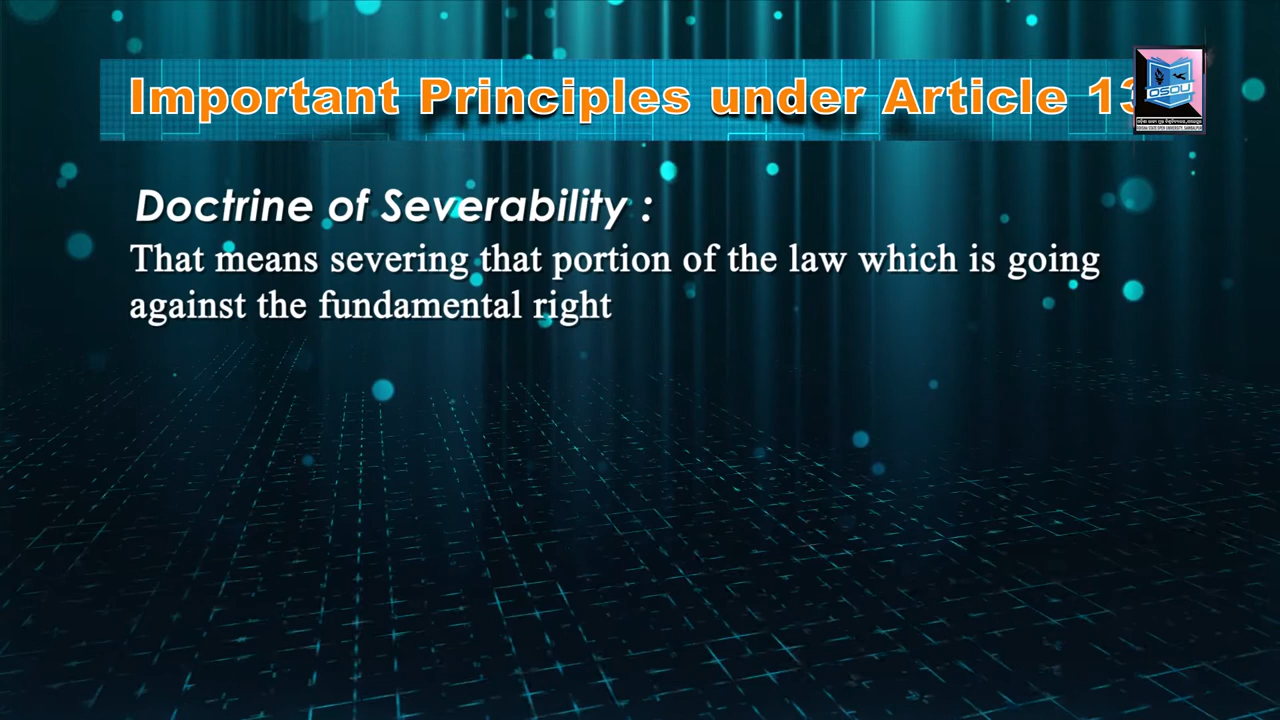 Important Principles under Article 13
OSOU
Doctrine of Severability :
That means severing that portion of the law which is going
against the fundamental right